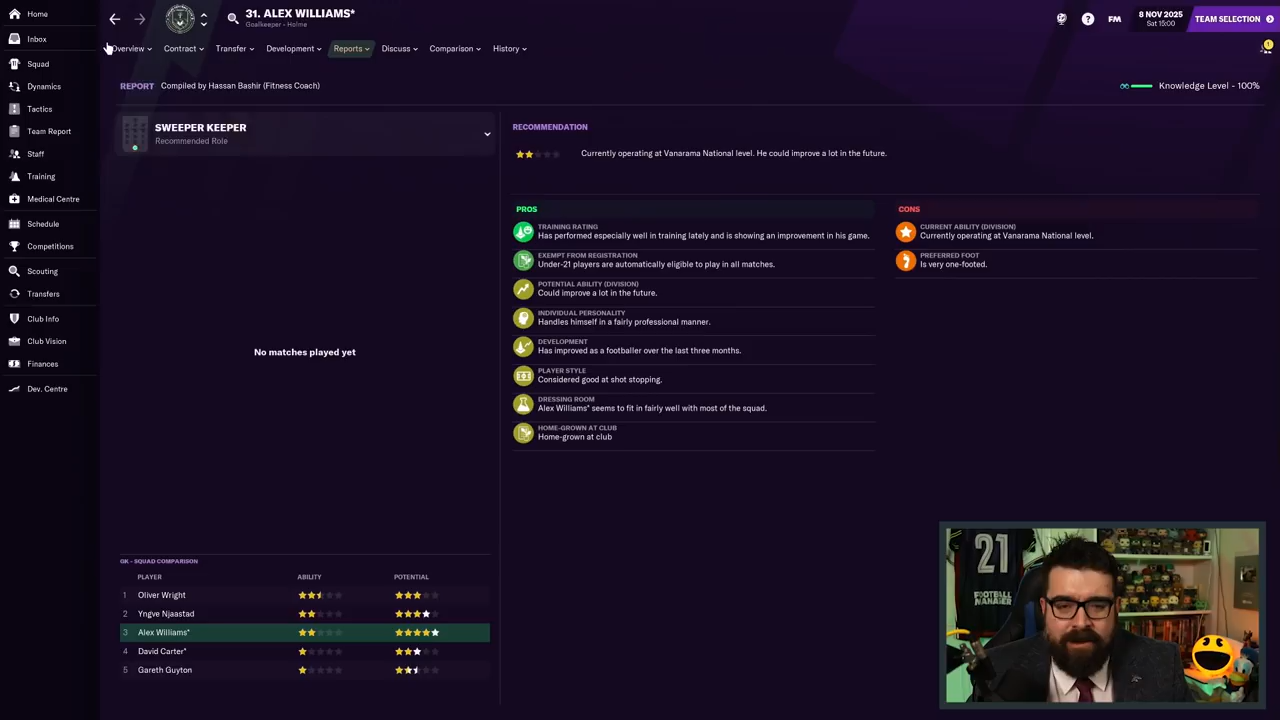 Home
31. ALEX WILLIAMS*
Goalkeeper - Holme
8 NOV 2025
Sat 15:00
TEAM SELECTION
FM
Inbox
Squad
Dynamics
Tactics
Team Report
Staff
Training
Medical Centre
Schedule
Competitions
Scouting
Transfers
Club Info
Club Vision
Finances
Dev. Centre
Overview
Contract
Transfer
Development
Reports
Discuss
Comparison
History
1
REPORT Compiled by Hassan Bashir (Fitness Coach)
Knowledge Level - 100%
SWEEPER KEEPER
Recommended Role
No matches played yet
RECOMMENDATION
Currently operating at Vanarama National level. He could improve a lot in the future.
PROS
TRAINING RATING
Has performed especially well in training lately and is showing an improvement in his game.
EXEMPT FROM REGISTRATION
Under-21 players are automatically eligible to play in all matches.
POTENTIAL ABILITY (DIVISION)
Could improve a lot in the future.
INDIVIDUAL PERSONALITY
Handles himself in a fairly professional manner.
DEVELOPMENT
Has improved as a footballer over the last three months.
PLAYER STYLE
Considered good at shot stopping.
DRESSING ROOM
Alex Williams* seems to fit in fairly well with most of the squad.
HOME-GROWN AT CLUB
Home-grown at club
CONS
CURRENT ABILITY (DIVISION)
Currently operating at Vanarama National level.
PREFERRED FOOT
Is very one-footed.
GK - SQUAD COMPARISON
PLAYER ABILITY POTENTIAL
1 Oliver Wright
2 Yngve Njaastad
3 Alex Williams*
4 David Carter*
5 Gareth Guyton
21
FOOTBALL
MANAGER